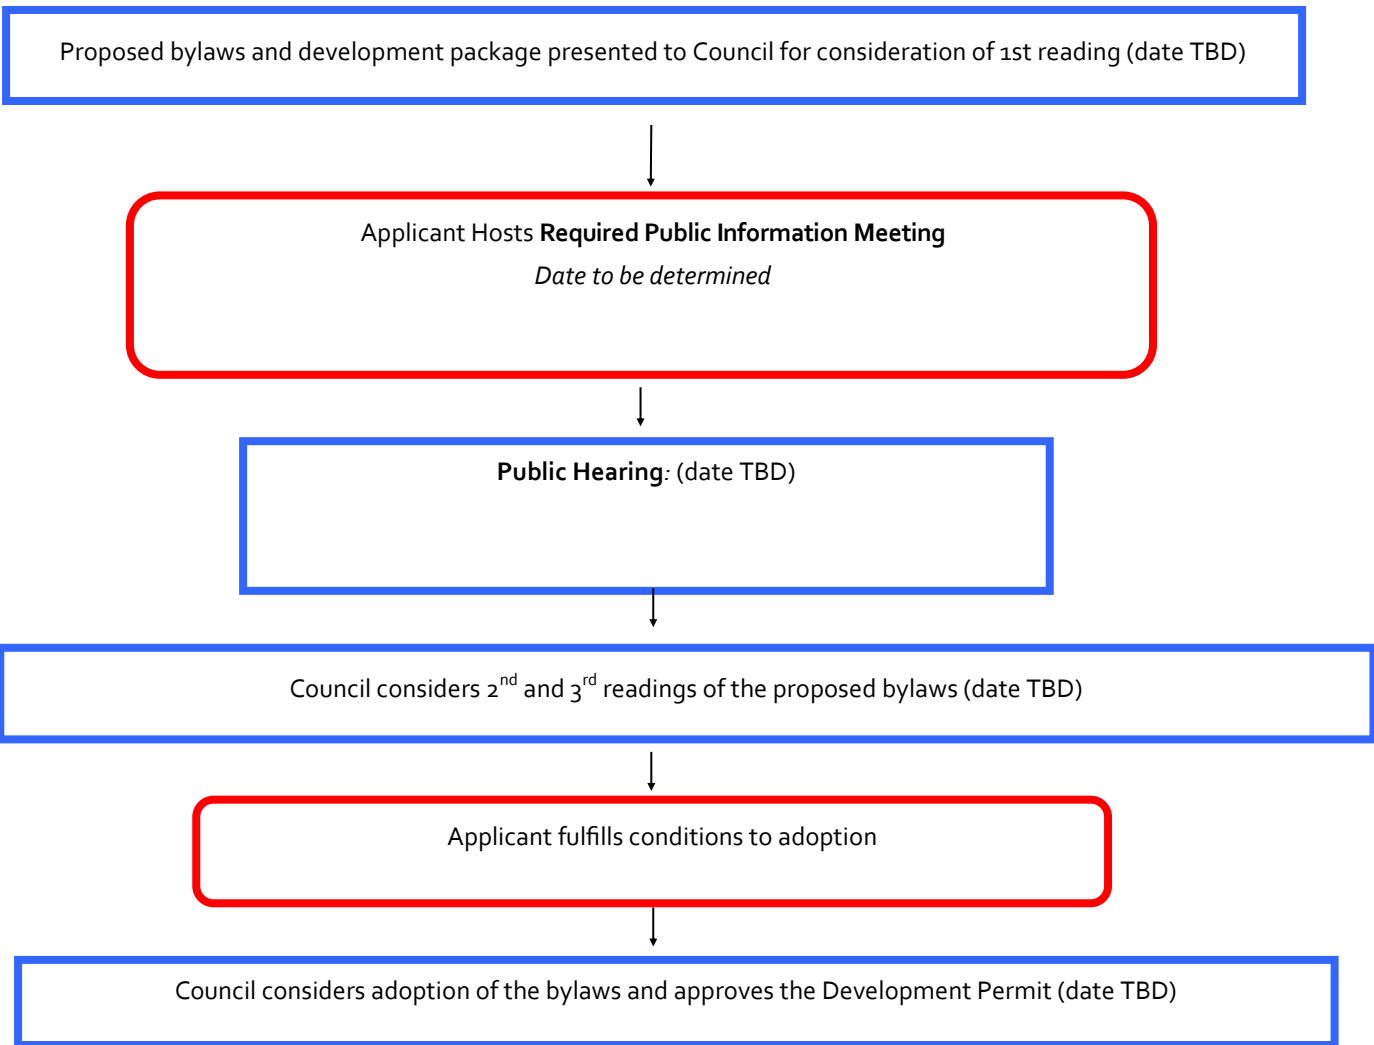 Proposed bylaws and development package presented to Council for consideration of 1st reading (date TBD)
Applicant Hosts Required Public Information Meeting
Date to be determined
Public Hearing: (date TBD)
Council considers 2nd and 3rd readings of the proposed bylaws (date TBD)
Applicant fulfills conditions to adoption
Council considers adoption of the bylaws and approves the Development Permit (date TBD)